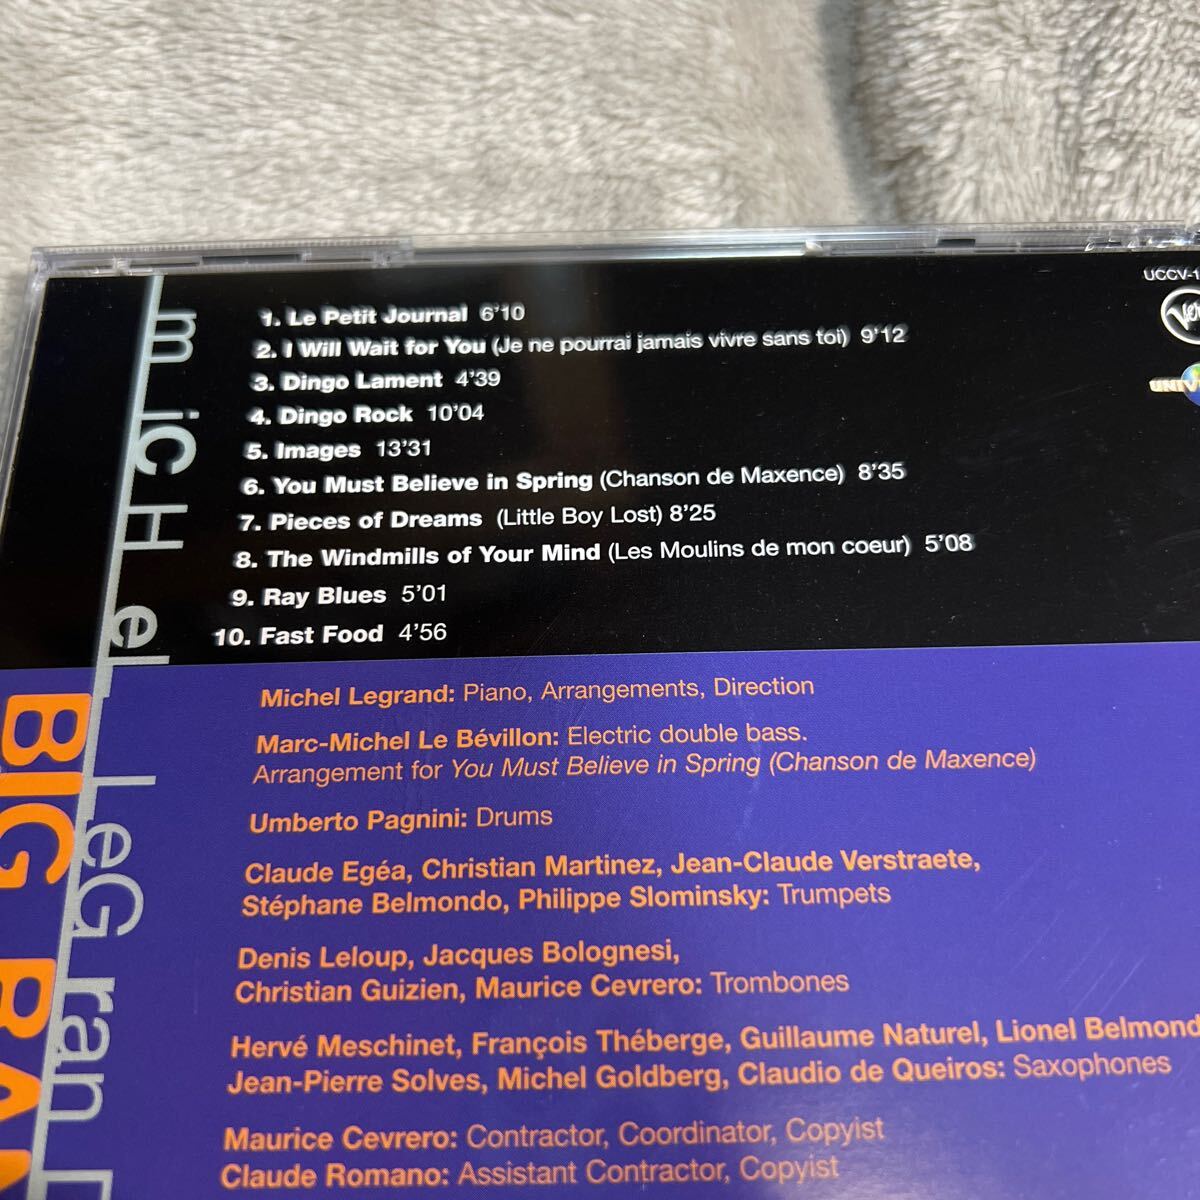 UCCV-1
1. Le Petit Journal 6'10
2. I Will Wait for You (Je ne pourrai jamais vivre sans toi) 9'12
3. Dingo Lament 4'39
4. Dingo Rock 10'04
5. Images 13'31
6. You Must Believe in Spring (Chanson de Maxence) 8'35
7. Pieces of Dreams (Little Boy Lost) 8'25
8. The Windmills of Your Mind (Les Moulins de mon coeur) 5'08
9. Ray Blues 5'01
10. Fast Food 4'56
Michel Legrand: Piano, Arrangements, Direction
Marc-Michel Le Bévillon: Electric double bass.
Arrangement for You Must Believe in Spring (Chanson de Maxence)
Umberto Pagnini: Drums
Claude Egéa, Christian Martinez, Jean-Claude Verstraete,
Stéphane Belmondo, Philippe Slominsky: Trumpets
Denis Leloup, Jacques Bolognesi,
Christian Guizien, Maurice Cevrero: Trombones
Hervé Meschinet, François Théberge, Guillaume Naturel, Lionel Belmond
Jean-Pierre Solves, Michel Goldberg, Claudio de Queiros: Saxophones
Maurice Cevrero: Contractor, Coordinator, Copyist
Claude Romano: Assistant Contractor, Copyist
micHeL LeGran
BIG BAN